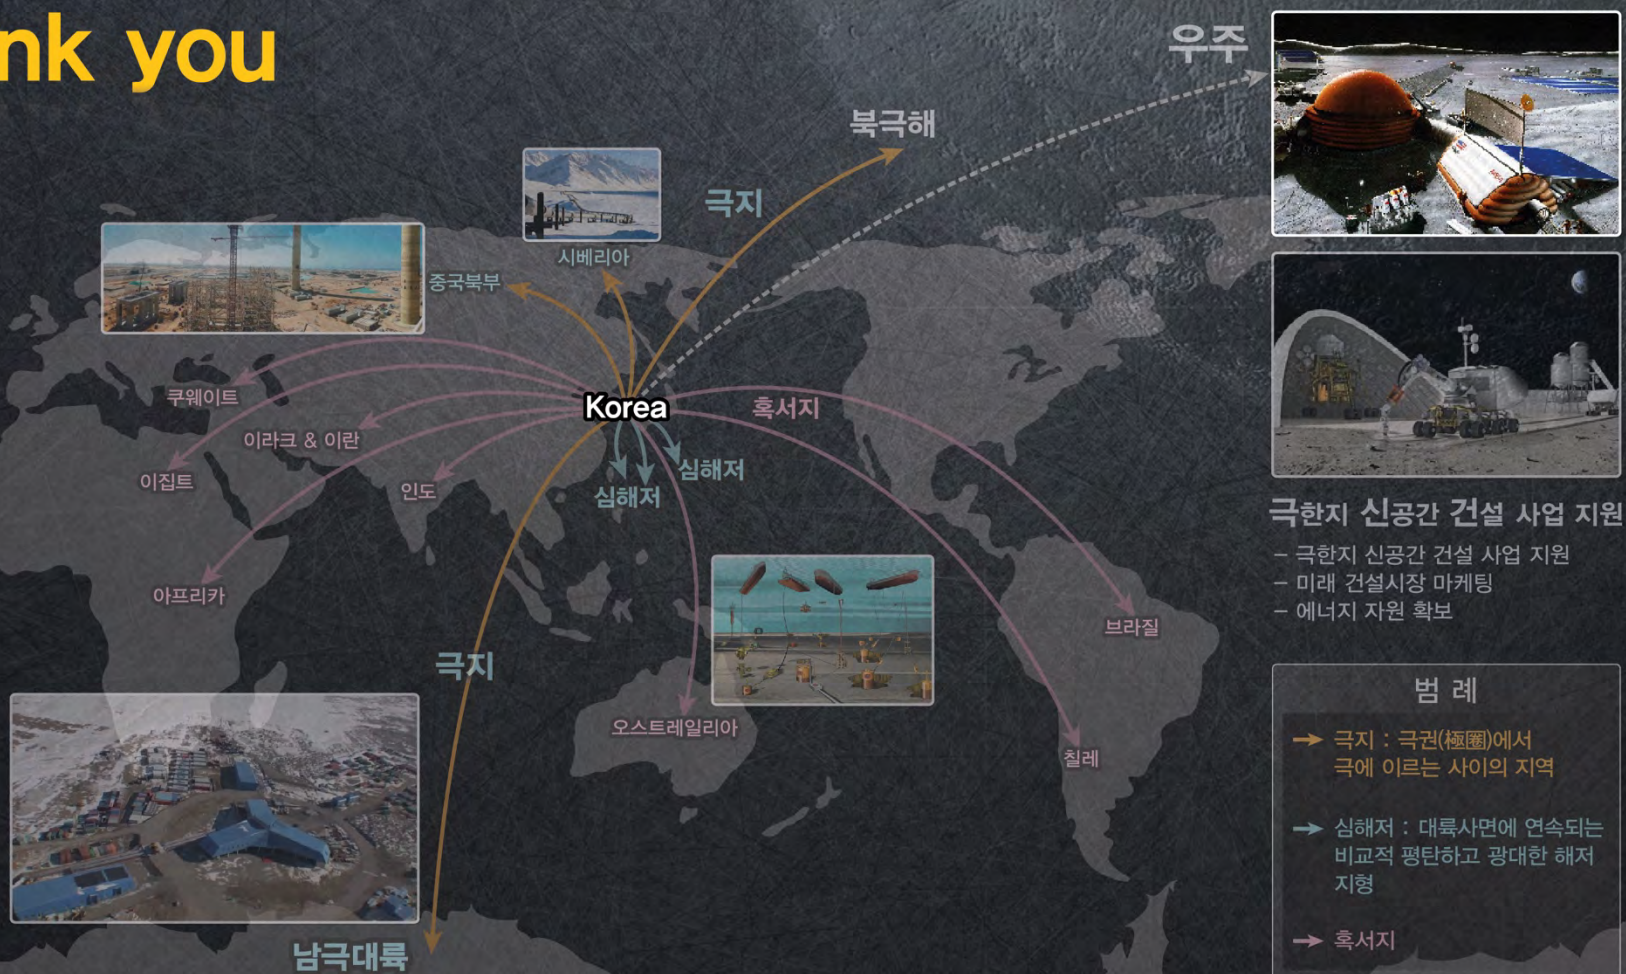 nk you
우주
북극해
극지
시베리아
중국북부
쿠웨이트
Korea
혹서지
이라크 & 이란
이집트
인도
심해저
심해저
아프리카
브라질
극지
오스트레일리아
칠레
남극대륙
극한지 신공간 건설 사업 지원
– 극한지 신공간 건설 사업 지원
– 미래 건설시장 마케팅
– 에너지 자원 확보
범 례
극지 : 극권(極圈)에서
극에 이르는 사이의 지역
심해저 : 대륙사면에 연속되는
비교적 평탄하고 광대한 해저
지형
혹서지